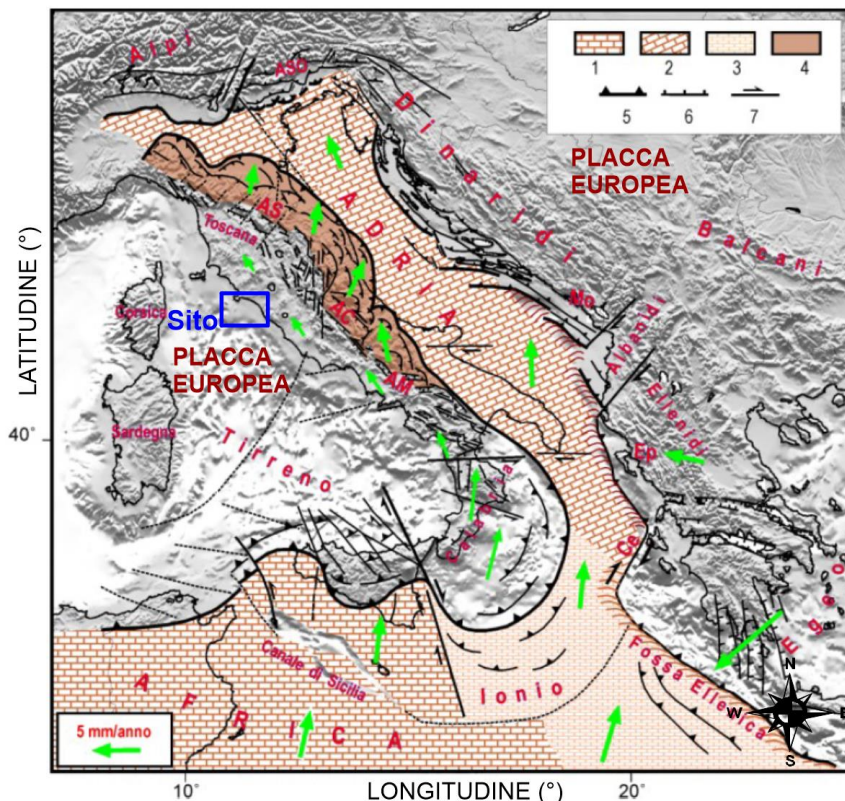 Alpi
ASO
1 2 3 4
5 6 7
Dinaridi
PLACCA
EUROPEA
ADRIA
AS
Toscana
Balcani
Mo
Corsica
Sito
AC
PLACCA
EUROPEA
Albanidi
AM
Ellenidi
Ep
40°
Sardegna
Tirreno
Calabria
Ce
Egeo
Canale di Sicilia
Ionio
Fossa Ellenica
AFRICA
N
W E
S
5 mm/anno
10° 20°
LATITUDINE (°)
LONGITUDINE (°)